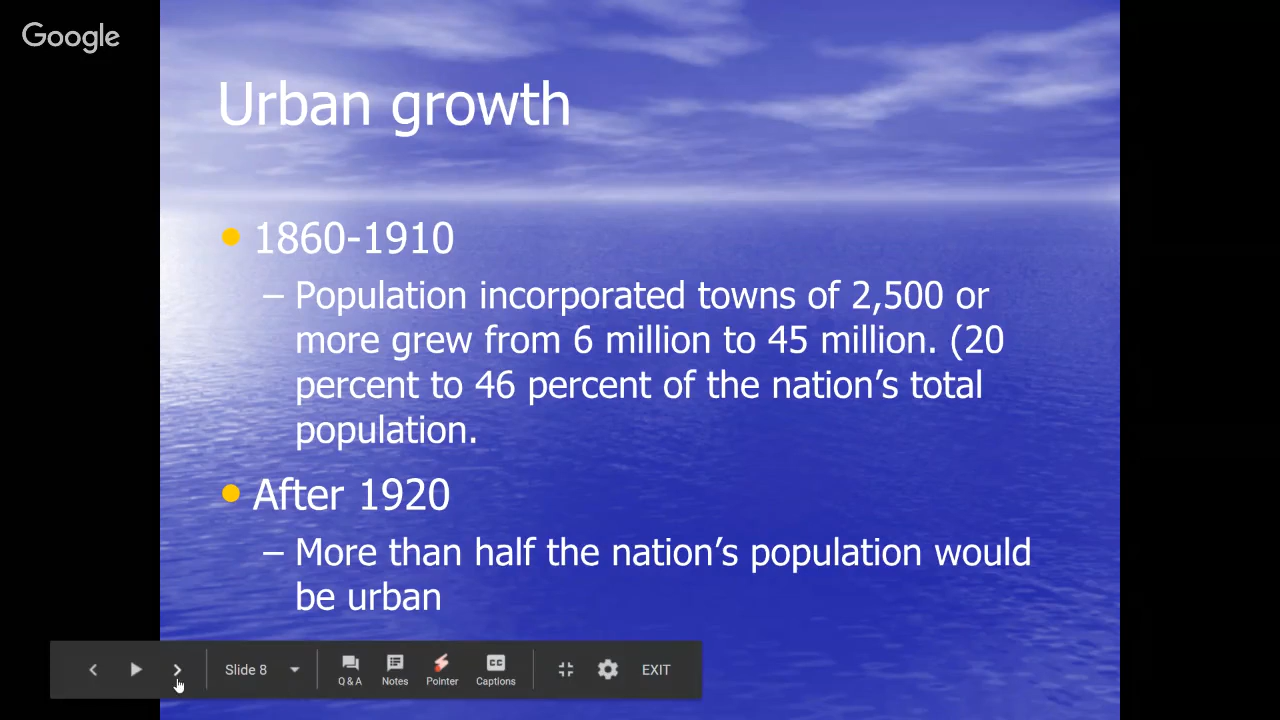 Google
Urban growth
1860-1910
– Population incorporated towns of 2,500 or
more grew from 6 million to 45 million. (20
percent to 46 percent of the nation’s total
population.
After 1920
– More than half the nation’s population would
be urban
Slide 8
Q & A
Notes
Pointer
CC
Captions
EXIT